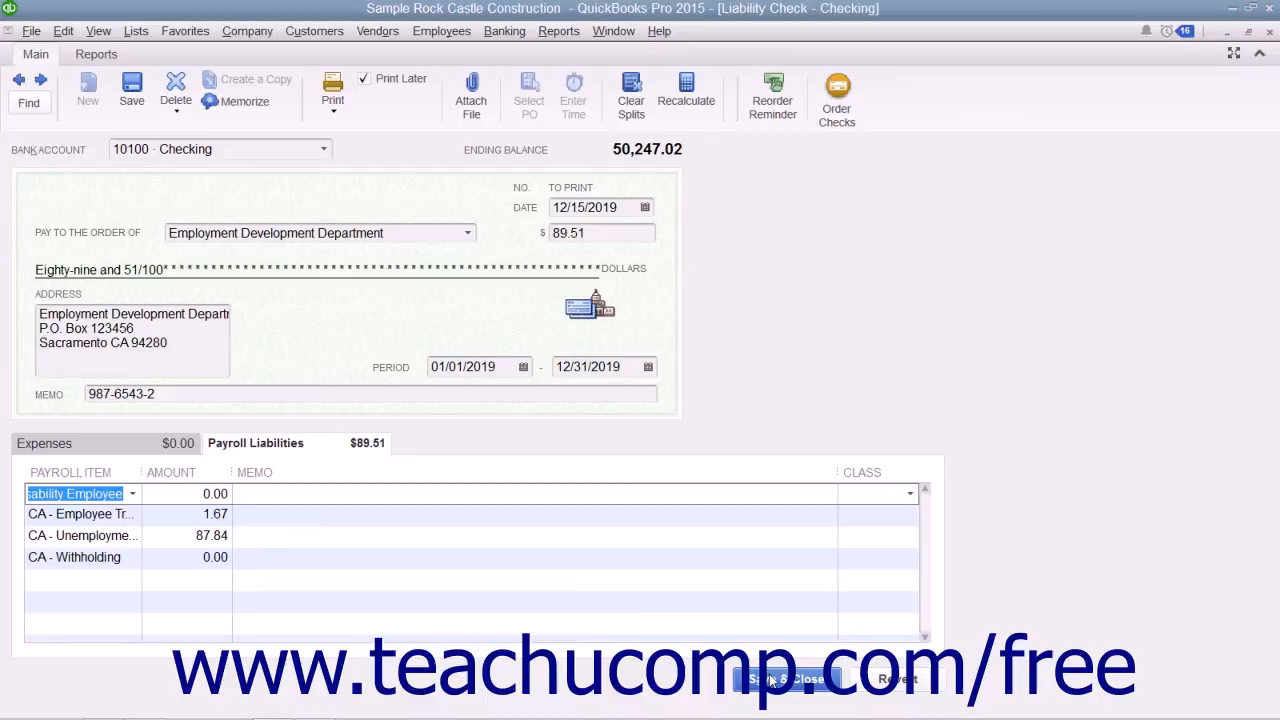 Sample Rock Castle Construction - QuickBooks Pro 2015 - [Liability Check - Checking]
File Edit View Lists Favorites Company Customers Vendors Employees Banking Reports Window Help 16
Main Reports
Find New Save Delete Create a Copy Memorize Print Print Later Attach File Select PO Enter Time Clear Splits Recalculate Reorder Reminder Order Checks
BANK ACCOUNT 10100 · Checking ENDING BALANCE 50,247.02
NO. TO PRINT
DATE 12/15/2019
PAY TO THE ORDER OF Employment Development Department $ 89.51
Eighty-nine and 51/100* * * * * * * * * * * * * * * * * * * * * * * * * * * * * * * * * * * * * * * * * * * * * * * * * * * * * DOLLARS
ADDRESS
Employment Development Departr
P.O. Box 123456
Sacramento CA 94280
PERIOD 01/01/2019 - 12/31/2019
MEMO 987-6543-2
Expenses $0.00 Payroll Liabilities $89.51
PAYROLL ITEM AMOUNT MEMO CLASS
sability Employee 0.00
CA - Employee Tr... 1.67
CA - Unemployme... 87.84
CA - Withholding 0.00
Save & Close Revert
www.teachucomp.com/free